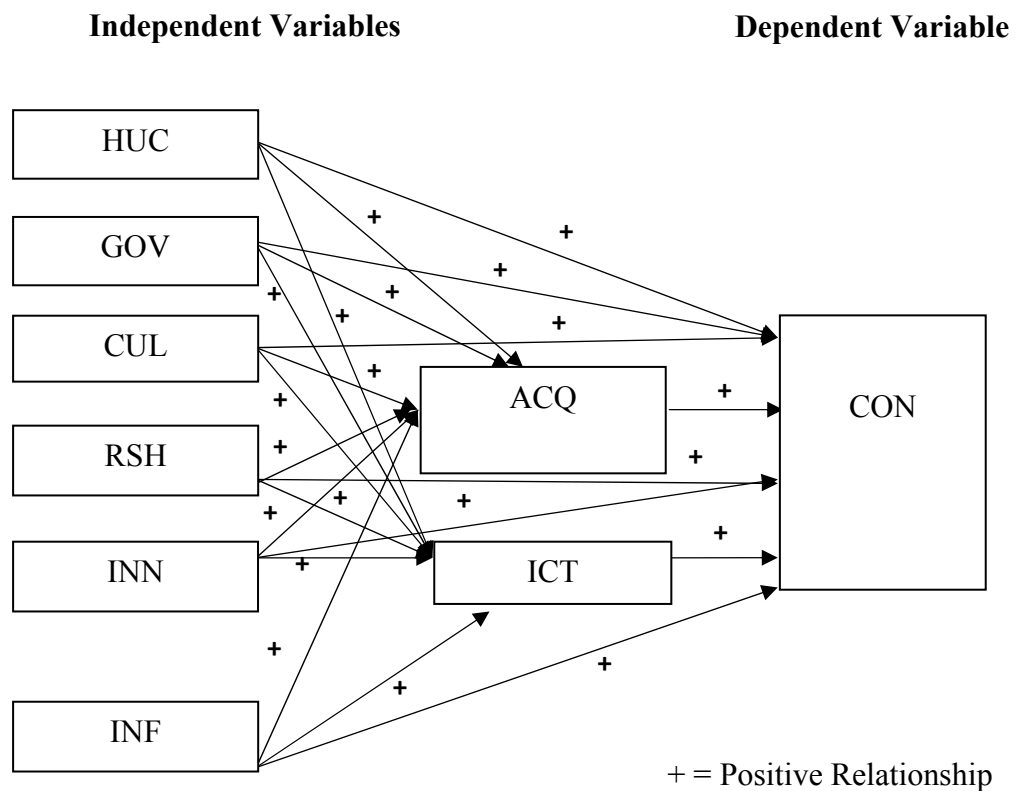 Independent Variables
Dependent Variable
HUC
+
+
GOV
+
+
+
+
+
CUL
+
ACQ
+
CON
+
RSH
+
+
+
+
+
INN
+
ICT
+
+
+
+
INF
+ = Positive Relationship